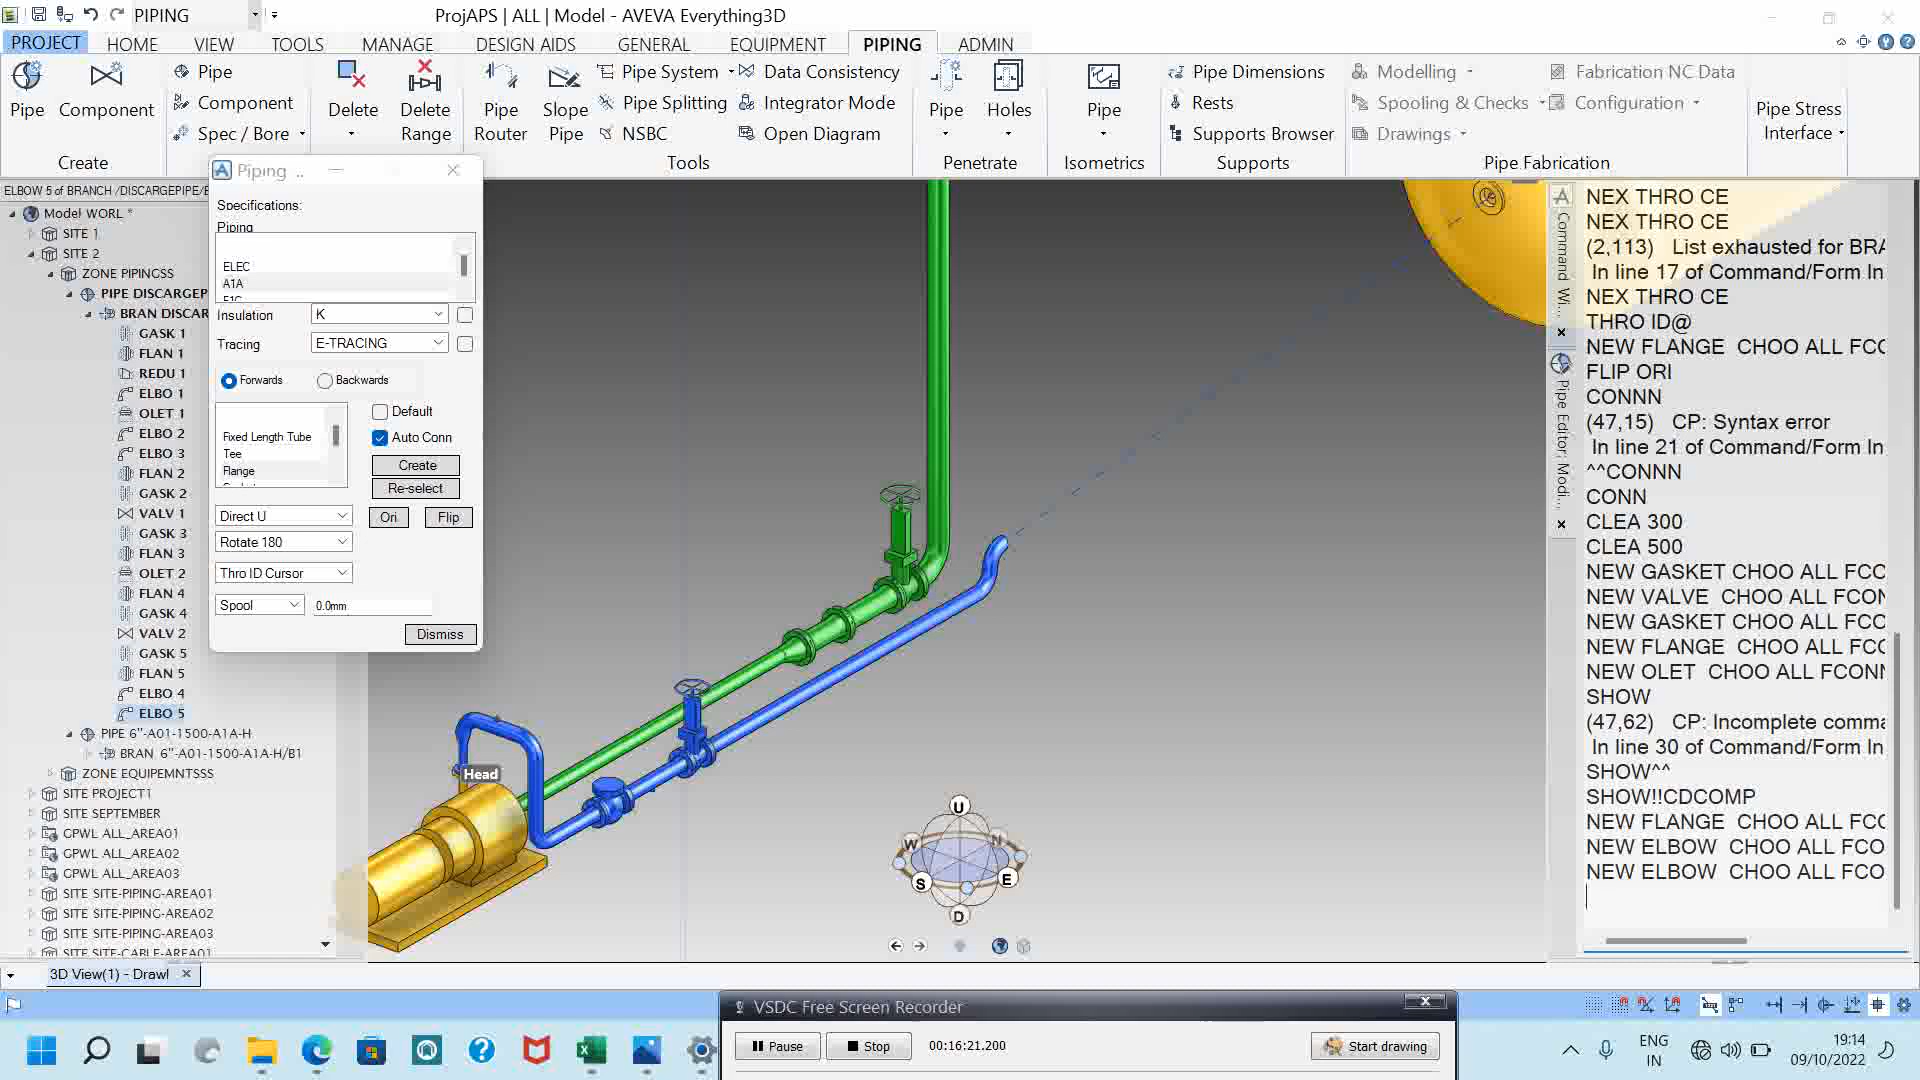 PIPING
ProjAPS | ALL | Model - AVEVA Everything3D
PROJECT HOME VIEW TOOLS MANAGE DESIGN AIDS GENERAL EQUIPMENT PIPING ADMIN
Pipe
Component
Pipe
Component
Spec / Bore
Create
Delete
Delete Range
Pipe Router
Slope Pipe
Pipe System
Pipe Splitting
NSBC
Data Consistency
Integrator Mode
Open Diagram
Tools
Pipe
Holes
Penetrate
Pipe
Isometrics
Pipe Dimensions
Rests
Supports Browser
Supports
Modelling
Spooling & Checks
Drawings
Fabrication NC Data
Configuration
Pipe Fabrication
Pipe Stress
Interface
ELBOW 5 of BRANCH /DISCARGEPIPE/B
Model WORL *
SITE 1
SITE 2
ZONE PIPINGSS
PIPE DISCARGEP
BRAN DISCAR
GASK 1
FLAN 1
REDU 1
ELBO 1
OLET 1
ELBO 2
ELBO 3
FLAN 2
GASK 2
VALV 1
GASK 3
FLAN 3
OLET 2
FLAN 4
GASK 4
VALV 2
GASK 5
FLAN 5
ELBO 4
ELBO 5
PIPE 6"-A01-1500-A1A-H
BRAN 6"-A01-1500-A1A-H/B1
ZONE EQUIPEMNTSSS
SITE PROJECT1
SITE SEPTEMBER
GPWL ALL_AREA01
GPWL ALL_AREA02
GPWL ALL_AREA03
SITE SITE-PIPING-AREA01
SITE SITE-PIPING-AREA02
SITE SITE-PIPING-AREA03
SITE SITE-CABLE-AREA01
Piping ..
Specifications:
Piping
ELEC
A1A
Insulation K
Tracing E-TRACING
Forwards Backwards
Fixed Length Tube
Tee
Flange
Default
Auto Conn
Create
Re-select
Direct U
Ori
Flip
Rotate 180
Thro ID Cursor
Spool 0.0mm
Dismiss
Head
U
W
N
S
E
D
Command Wi...
Pipe Editor: Modi...
NEX THRO CE
NEX THRO CE
(2,113) List exhausted for BRA
In line 17 of Command/Form In
NEX THRO CE
THRO ID@
NEW FLANGE CHOO ALL FCO
FLIP ORI
CONNN
(47,15) CP: Syntax error
In line 21 of Command/Form In
^^CONNN
CONN
CLEA 300
CLEA 500
NEW GASKET CHOO ALL FCO
NEW VALVE CHOO ALL FCON
NEW GASKET CHOO ALL FCO
NEW FLANGE CHOO ALL FCO
NEW OLET CHOO ALL FCONN
SHOW
(47,62) CP: Incomplete comma
In line 30 of Command/Form In
SHOW^^
SHOW!!CDCOMP
NEW FLANGE CHOO ALL FCO
NEW ELBOW CHOO ALL FCO
NEW ELBOW CHOO ALL FCO
3D View(1) - Drawl
VSDC Free Screen Recorder
Pause
Stop
00:16:21.200
Start drawing
ENG
IN
19:14
09/10/2022